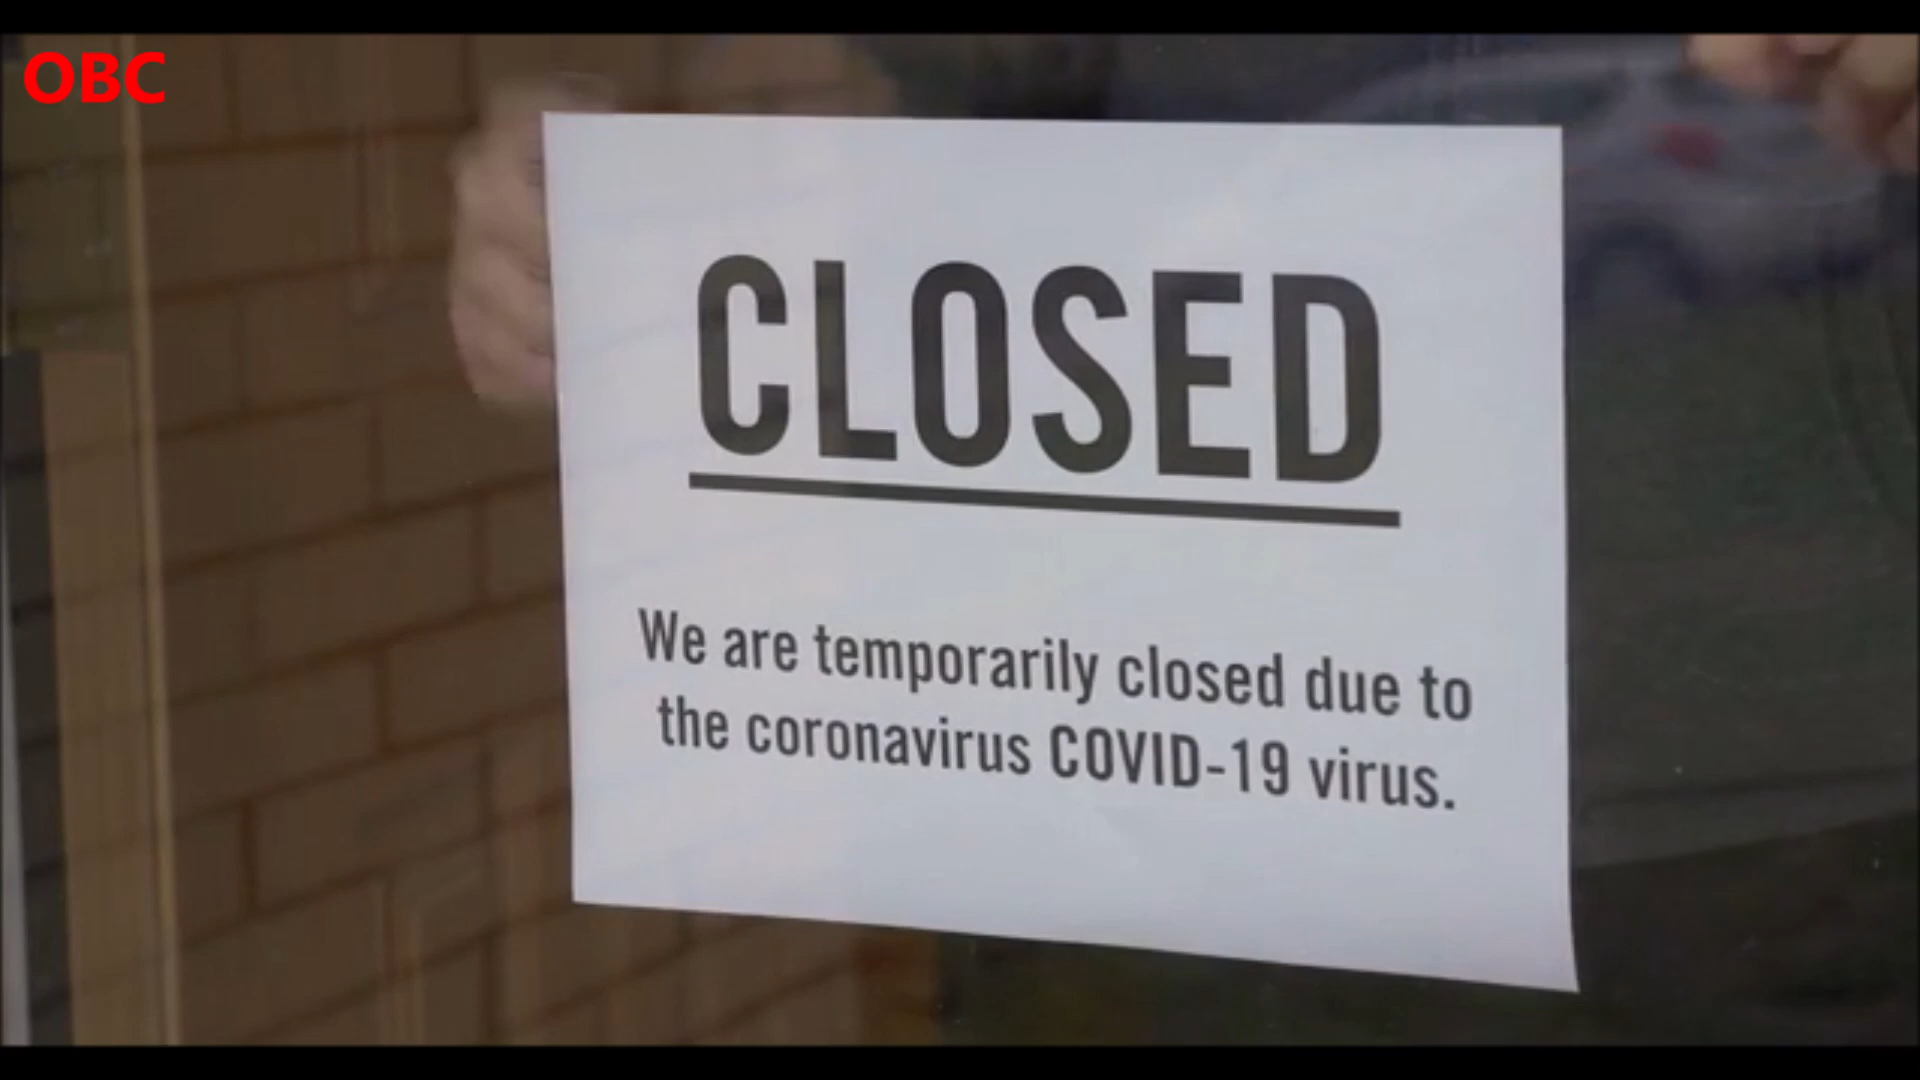 OBC
CLOSED
We are temporarily closed due to
the coronavirus COVID-19 virus.